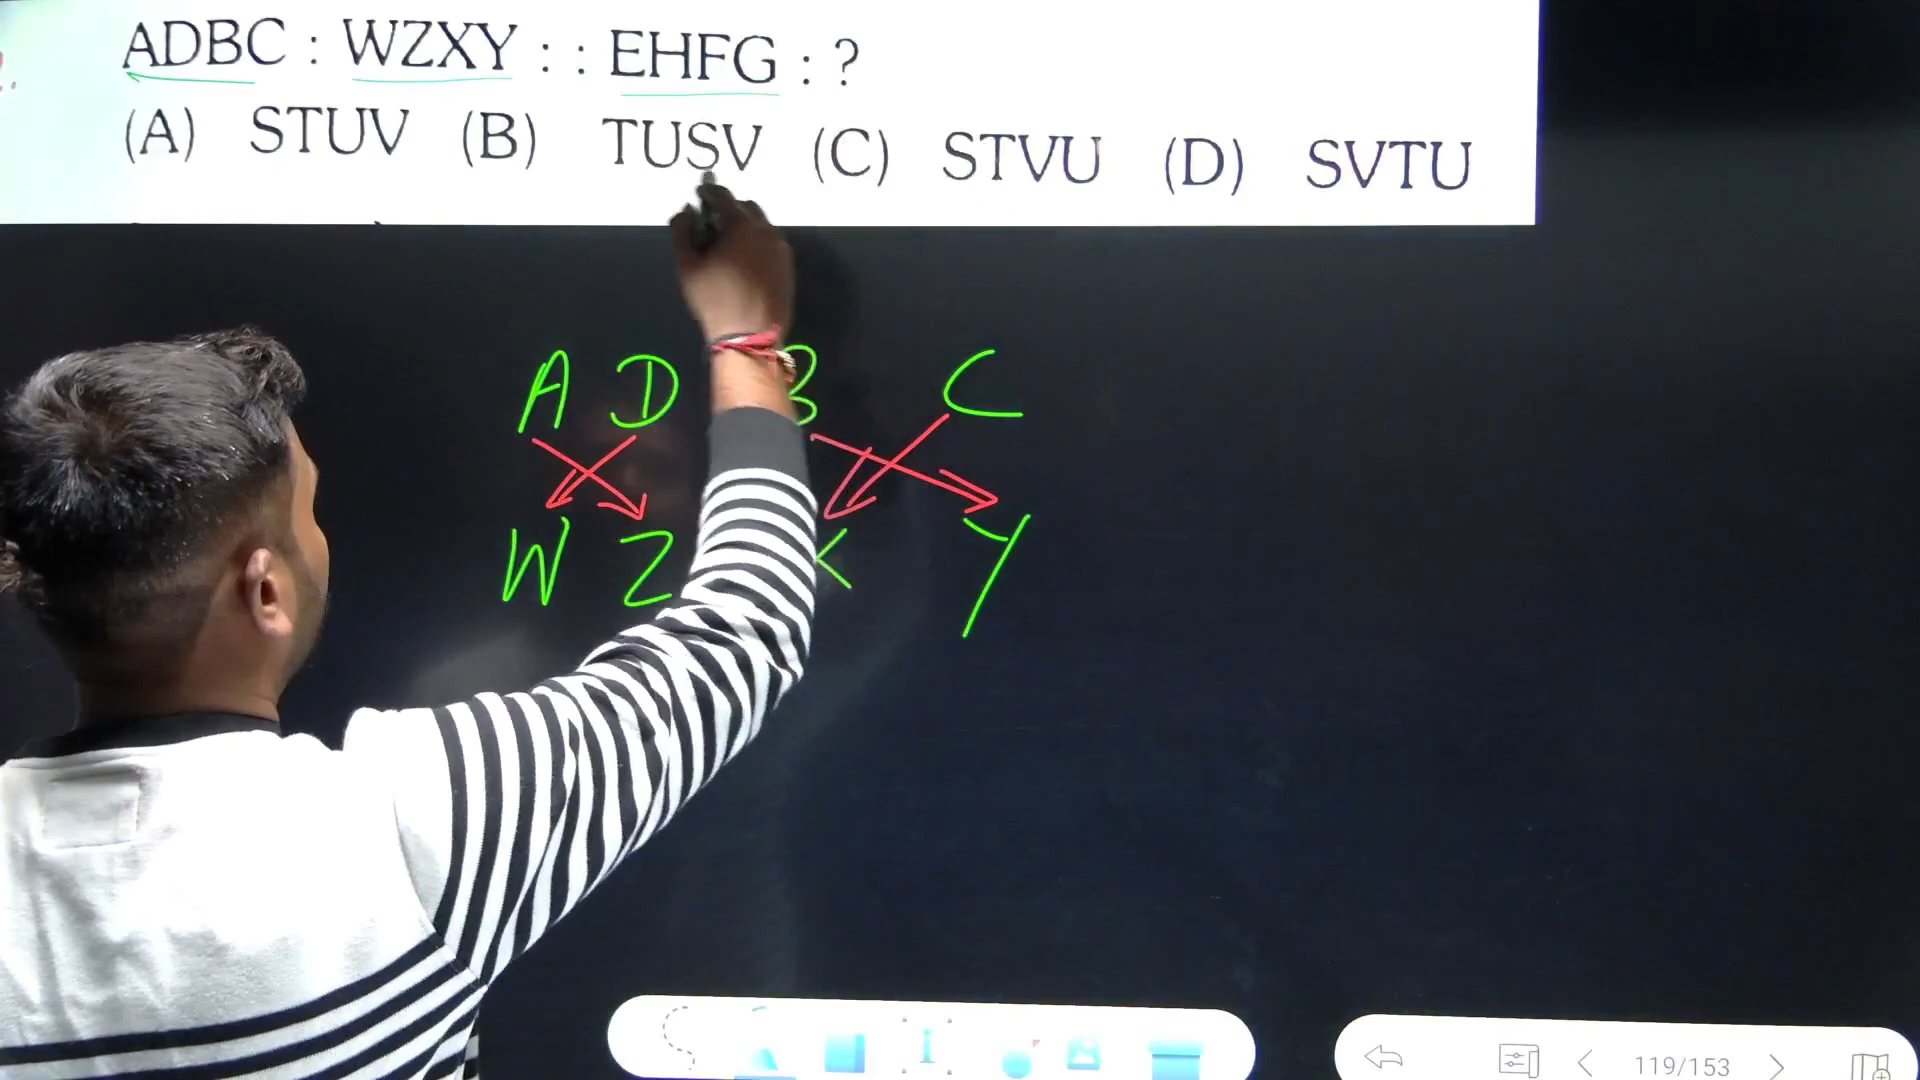 ADBC : WZXY : : EHFG : ?
(A) STUV (B) TUSV (C) STVU (D) SVTU
A D B C
W Z X Y
119/153